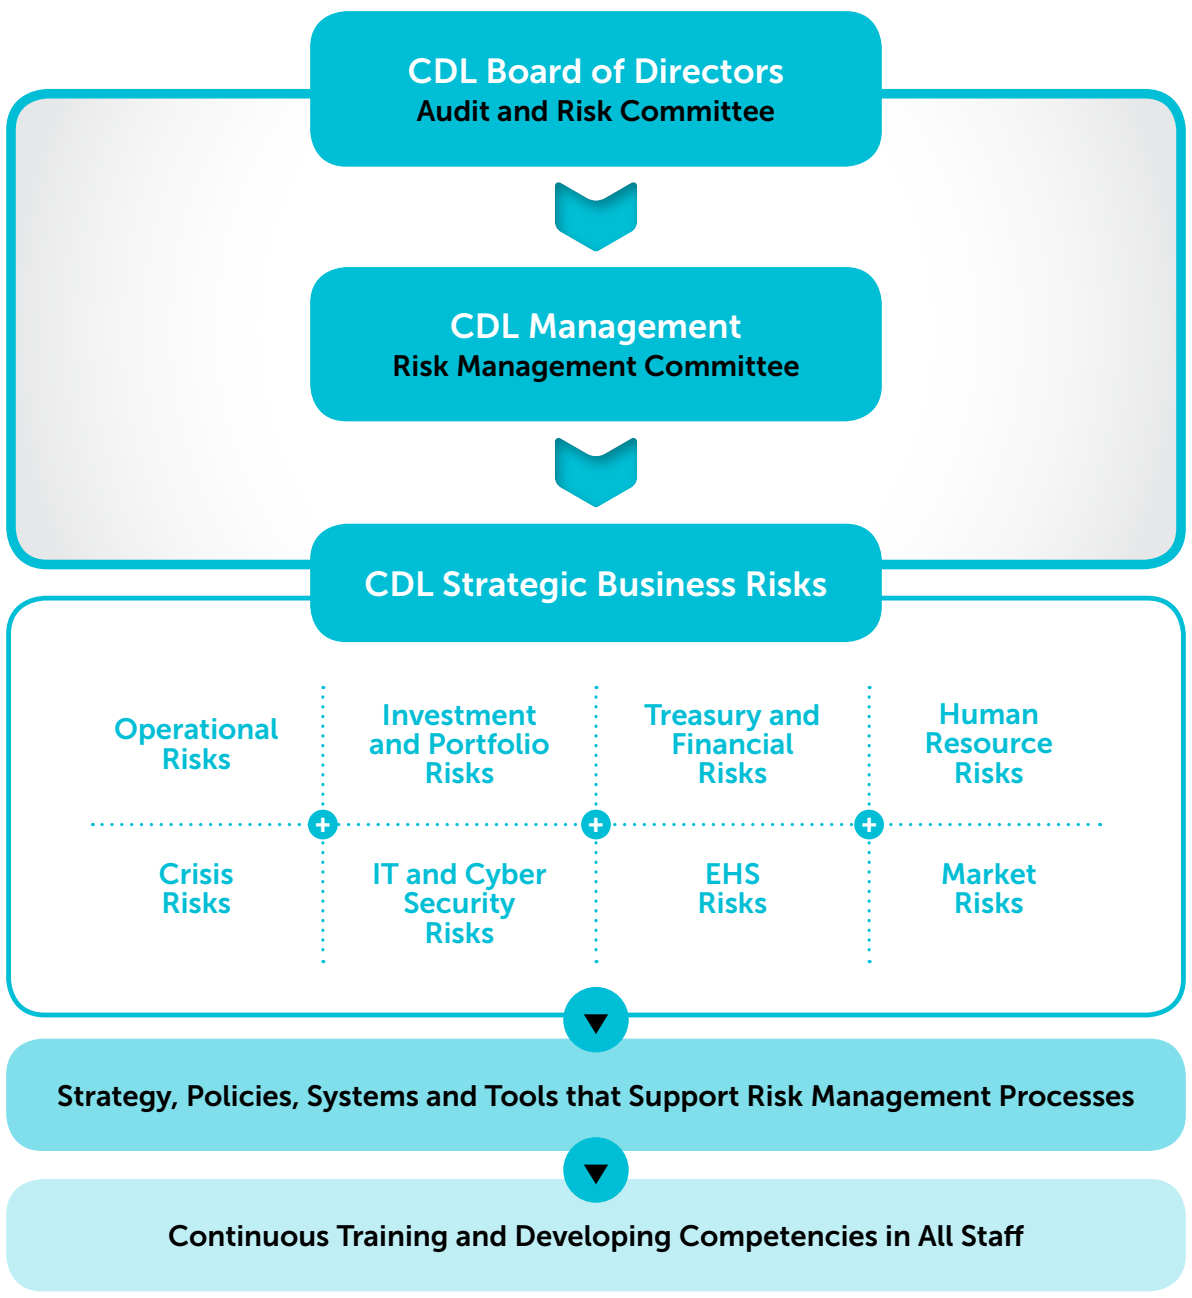 CDL Board of Directors
Audit and Risk Committee
CDL Management
Risk Management Committee
CDL Strategic Business Risks
Operational
Risks
Investment
and Portfolio
Risks
Treasury and
Financial
Risks
Human
Resource
Risks
Crisis
Risks
IT and Cyber
Security
Risks
EHS
Risks
Market
Risks
Strategy, Policies, Systems and Tools that Support Risk Management Processes
Continuous Training and Developing Competencies in All Staff